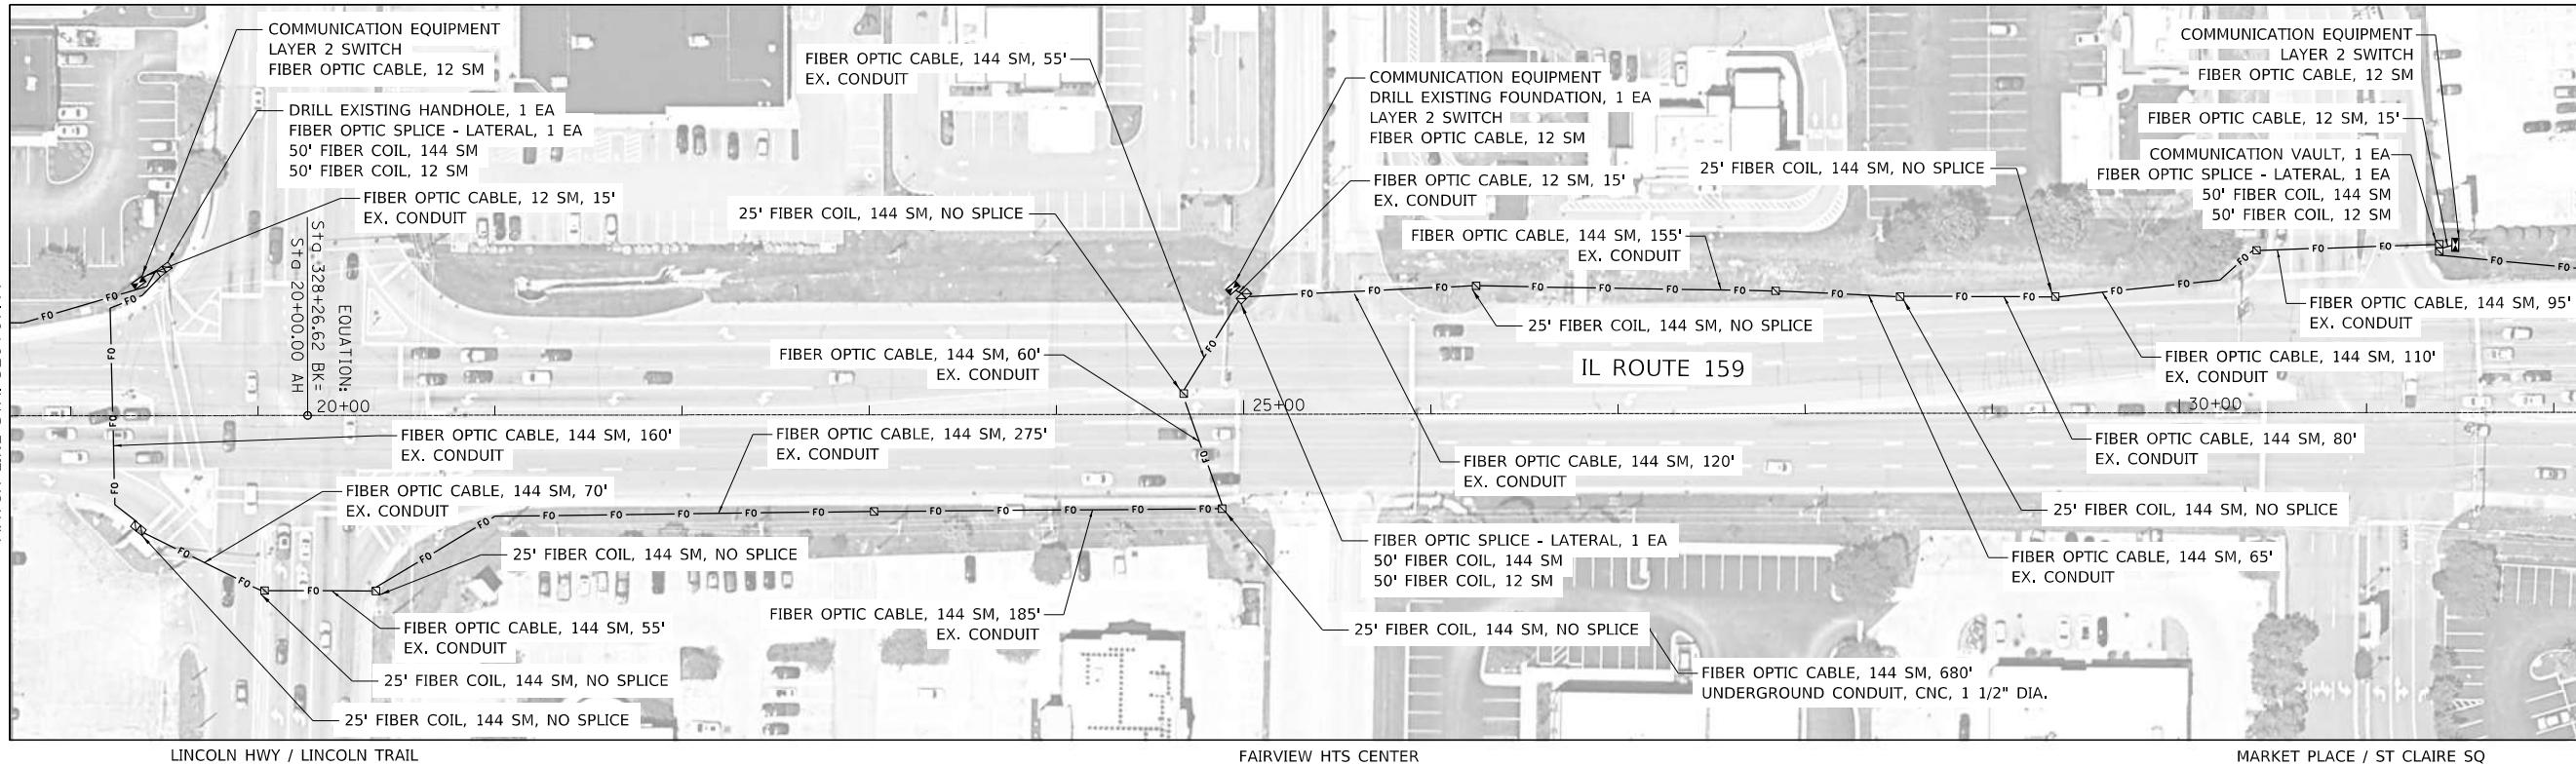 COMMUNICATION EQUIPMENT
LAYER 2 SWITCH
FIBER OPTIC CABLE, 12 SM
DRILL EXISTING HANDHOLE, 1 EA
FIBER OPTIC SPLICE - LATERAL, 1 EA
50' FIBER COIL, 144 SM
50' FIBER COIL, 12 SM
FIBER OPTIC CABLE, 12 SM, 15'
EX. CONDUIT
EQUATION:
Sta 328+26.62 BK=
Sta 20+00.00 AH
FIBER OPTIC CABLE, 144 SM, 55'
EX. CONDUIT
25' FIBER COIL, 144 SM, NO SPLICE
COMMUNICATION EQUIPMENT
DRILL EXISTING FOUNDATION, 1 EA
LAYER 2 SWITCH
FIBER OPTIC CABLE, 12 SM
FIBER OPTIC CABLE, 12 SM, 15'
EX. CONDUIT
FIBER OPTIC CABLE, 144 SM, 155'
EX. CONDUIT
25' FIBER COIL, 144 SM, NO SPLICE
COMMUNICATION EQUIPMENT
LAYER 2 SWITCH
FIBER OPTIC CABLE, 12 SM
FIBER OPTIC CABLE, 12 SM, 15'
COMMUNICATION VAULT, 1 EA
FIBER OPTIC SPLICE - LATERAL, 1 EA
50' FIBER COIL, 144 SM
50' FIBER COIL, 12 SM
25' FIBER COIL, 144 SM, NO SPLICE
FIBER OPTIC CABLE, 144 SM, 95'
EX. CONDUIT
FIBER OPTIC CABLE, 144 SM, 60'
EX. CONDUIT
IL ROUTE 159
FIBER OPTIC CABLE, 144 SM, 110'
EX. CONDUIT
20+00
25+00
30+00
FIBER OPTIC CABLE, 144 SM, 160'
EX. CONDUIT
FIBER OPTIC CABLE, 144 SM, 275'
EX. CONDUIT
FIBER OPTIC CABLE, 144 SM, 120'
EX. CONDUIT
FIBER OPTIC CABLE, 144 SM, 80'
EX. CONDUIT
FIBER OPTIC CABLE, 144 SM, 70'
EX. CONDUIT
25' FIBER COIL, 144 SM, NO SPLICE
25' FIBER COIL, 144 SM, NO SPLICE
FIBER OPTIC SPLICE - LATERAL, 1 EA
50' FIBER COIL, 144 SM
50' FIBER COIL, 12 SM
FIBER OPTIC CABLE, 144 SM, 65'
EX. CONDUIT
FIBER OPTIC CABLE, 144 SM, 55'
EX. CONDUIT
FIBER OPTIC CABLE, 144 SM, 185'
EX. CONDUIT
25' FIBER COIL, 144 SM, NO SPLICE
25' FIBER COIL, 144 SM, NO SPLICE
FIBER OPTIC CABLE, 144 SM, 680'
UNDERGROUND CONDUIT, CNC, 1 1/2" DIA.
25' FIBER COIL, 144 SM, NO SPLICE
LINCOLN HWY / LINCOLN TRAIL
FAIRVIEW HTS CENTER
MARKET PLACE / ST CLAIRE SQ